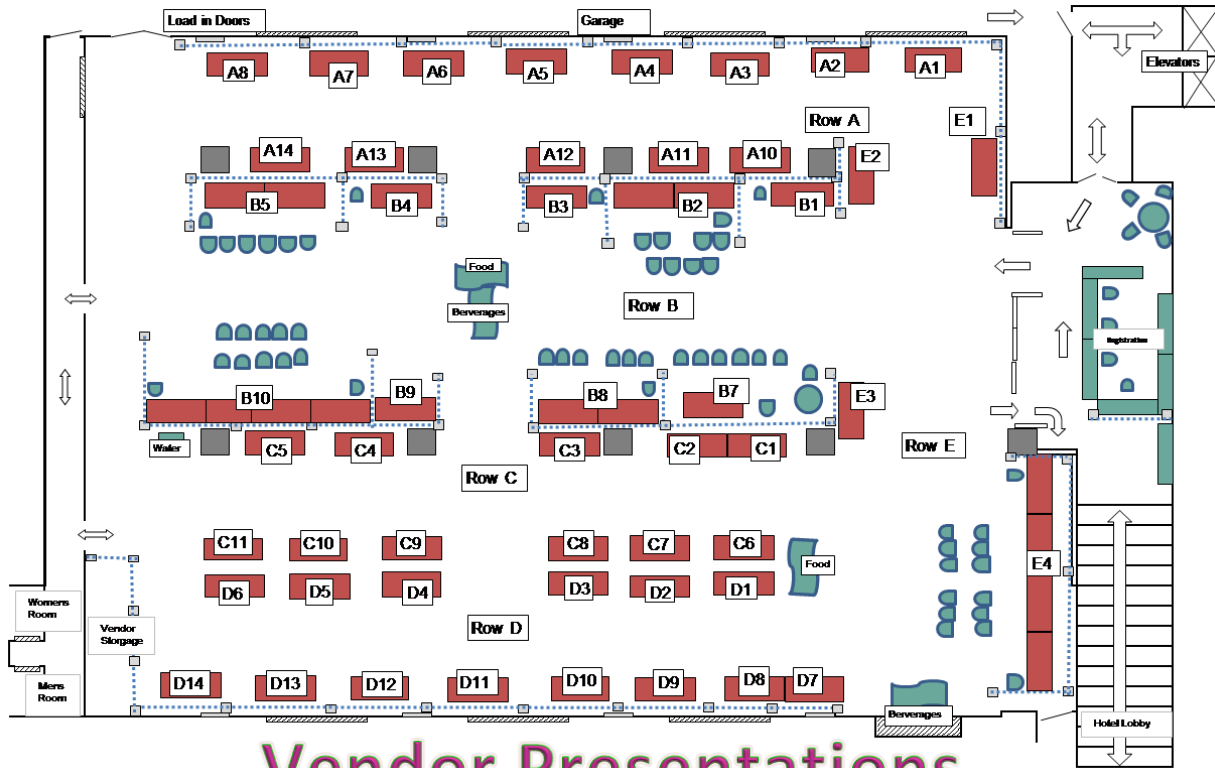 Load in Doors
Garage
Elevators
A8
A7
A6
A5
A4
A3
A2
A1
Row A
E1
A14
A13
A12
A11
A10
E2
B5
B4
B3
B2
B1
Food
Berverages
Row B
Registration
B10
B9
B8
B7
E3
Water
C5
C4
C3
C2
C1
Row E
Row C
C11
C10
C9
C8
C7
C6
Food
E4
D6
D5
D4
D3
D2
D1
Womens
Room
Vendor
Storgage
Row D
Mens
Room
D14
D13
D12
D11
D10
D9
D8
D7
Berverages
Hotel Lobby
Vendor Presentations